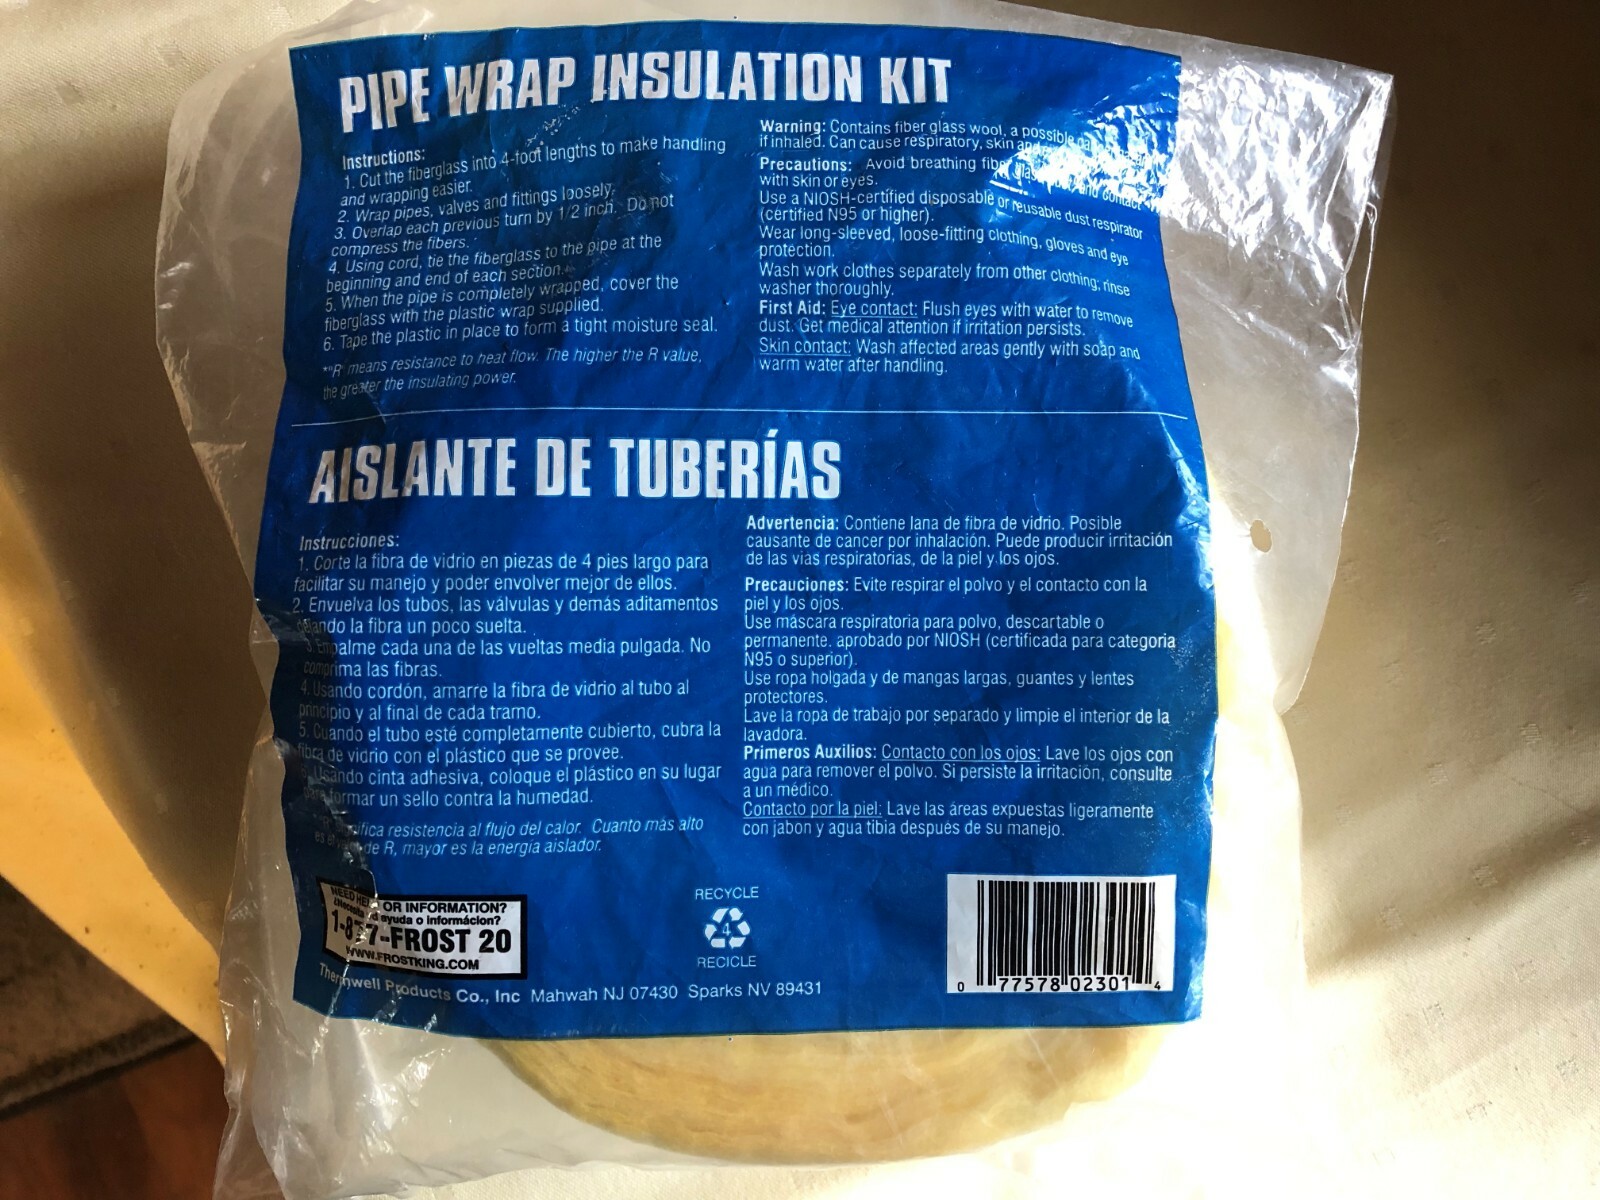 PIPE WRAP INSULATION KIT
Instructions:
1. Cut the fiberglass into 4-foot lengths to make handling
and wrapping easier.
2. Wrap pipes, valves and fittings loosely.
3. Overlap each previous turn by 1/2 inch. Do not
compress the fibers.
4. Using cord, tie the fiberglass to the pipe at the
beginning and end of each section.
5. When the pipe is completely wrapped, cover the
fiberglass with the plastic wrap supplied.
6. Tape the plastic in place to form a tight moisture seal.
*"R" means resistance to heat flow. The higher the R value,
the greater the insulating power.
Warning: Contains fiber glass wool, a possible
if inhaled. Can cause respiratory, skin and
Precautions: Avoid breathing contact
with skin or eyes.
Use a NIOSH-certified disposable or reusable dust respirator
(certified N95 or higher).
Wear long-sleeved, loose-fitting clothing, gloves and eye
protection.
Wash work clothes separately from other clothing; rinse
washer thoroughly.
First Aid: Eye contact: Flush eyes with water to remove
dust. Get medical attention if irritation persists.
Skin contact: Wash affected areas gently with soap and
warm water after handling.
AISLANTE DE TUBERÍAS
Instrucciones:
1. Corte la fibra de vidrio en piezas de 4 pies largo para
facilitar su manejo y poder envolver mejor de ellos.
2. Envuelva los tubos, las válvulas y demás aditamentos
dejando la fibra un poco suelta.
3. Empalme cada una de las vueltas media pulgada. No
comprima las fibras.
4. Usando cordón, amarre la fibra de vidrio al tubo al
principio y al final de cada tramo.
5. Cuando el tubo esté completamente cubierto, cubra la
fibra de vidrio con el plástico que se provee.
Usando cinta adhesiva, coloque el plástico en su lugar
para formar un sello contra la humedad.
resistencia al flujo del calor. Cuanto más alto
de R, mayor es la energía aislador.
Advertencia: Contiene lana de fibra de vidrio. Posible
causante de cancer por inhalación. Puede producir irritación
de las vias respiratorias, de la piel y los ojos.
Precauciones: Evite respirar el polvo y el contacto con la
piel y los ojos.
Use máscara respiratoria para polvo, descartable o
permanente. aprobado por NIOSH (certificada para categoria
N95 o superior).
Use ropa holgada y de mangas largas, guantes y lentes
protectores.
Lave la ropa de trabajo por separado y limpie el interior de la
lavadora.
Primeros Auxilios: Contacto con los ojos: Lave los ojos con
agua para remover el polvo. Si persiste la irritación, consulte
a un médico.
Contacto por la piel: Lave las áreas expuestas ligeramente
con jabon y agua tibia después de su manejo.
NEED HELP OR INFORMATION?
¿Necesita ayuda o informácion?
1-877-FROST 20
WWW.FROSTKING.COM
Thermwell Products Co., Inc Mahwah NJ 07430 Sparks NV 89431
RECYCLE
4
RECICLE
0 77578 02301 4